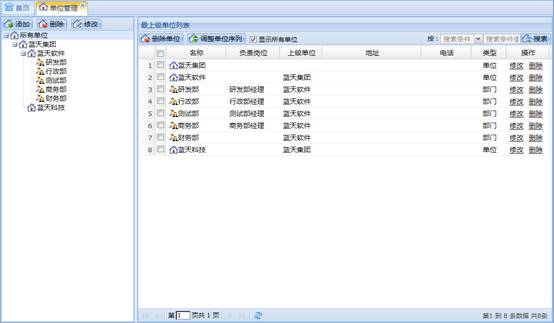 首页 单位管理
添加 删除 修改
所有单位
蓝天集团
蓝天软件
研发部
行政部
测试部
商务部
财务部
蓝天科技
最上级单位列表
删除单位 调整单位序列 显示所有单位 按: 搜索条件 搜索条件值 搜索
名称 负责岗位 上级单位 地址 电话 类型 操作
1 蓝天集团 单位 修改 删除
2 蓝天软件 蓝天集团 单位 修改 删除
3 研发部 研发部经理 蓝天软件 部门 修改 删除
4 行政部 行政部经理 蓝天软件 部门 修改 删除
5 测试部 测试部经理 蓝天软件 部门 修改 删除
6 商务部 商务部经理 蓝天软件 部门 修改 删除
7 财务部 蓝天软件 部门 修改 删除
8 蓝天科技 蓝天集团 单位 修改 删除
第 1 页共 1 页 第1 到 8 条数据 共8条